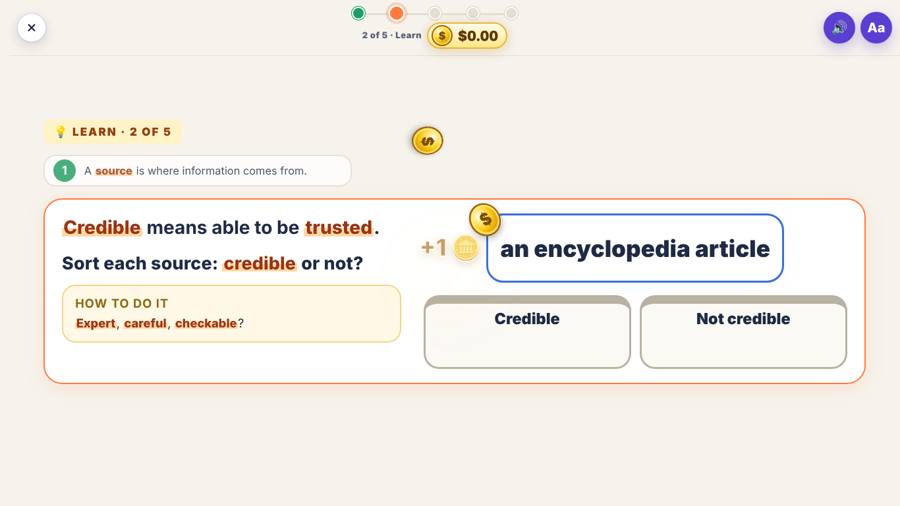 2 of 5 · Learn
$ $0.00
Aa
💡 LEARN · 2 OF 5
$
1 A source is where information comes from.
Credible means able to be trusted.
Sort each source: credible or not?
HOW TO DO IT
Expert, careful, checkable?
$
+1
an encyclopedia article
Credible
Not credible